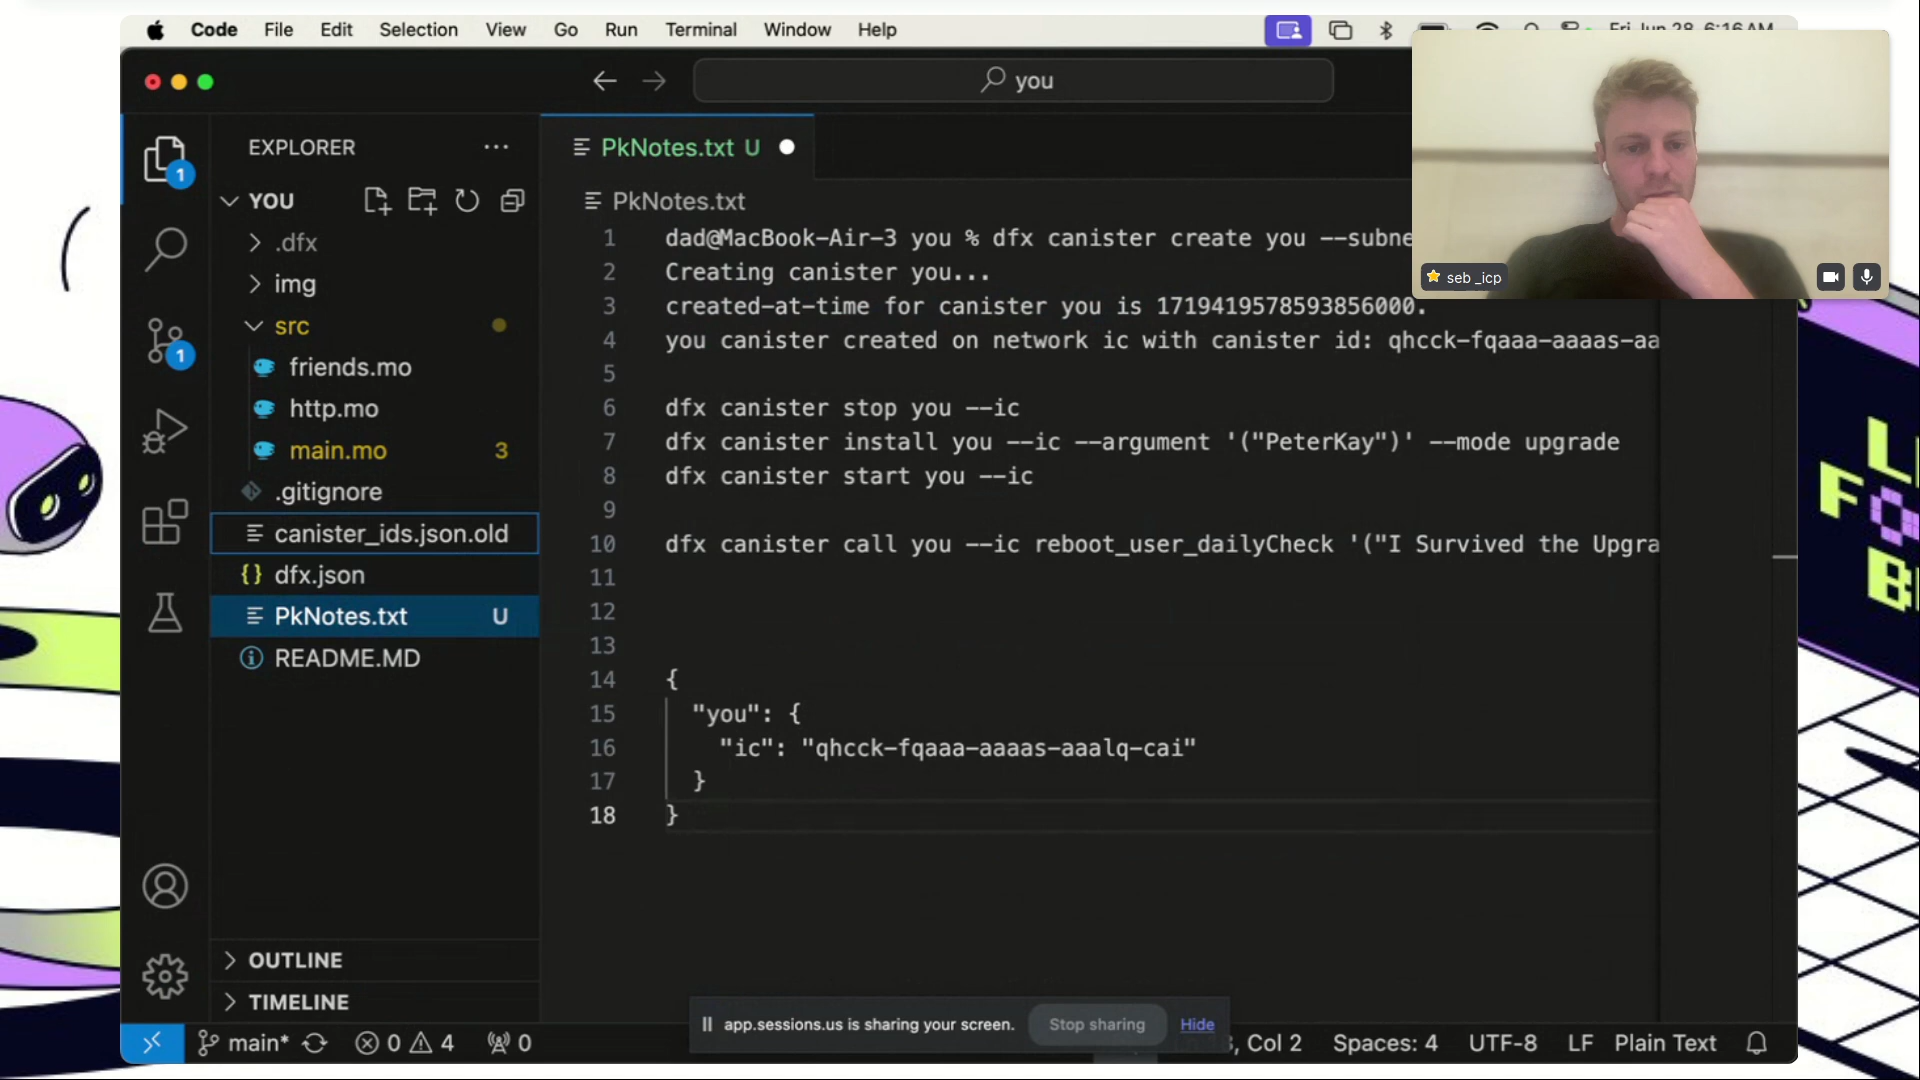 Code File Edit Selection View Go Run Terminal Window Help
you
EXPLORER
PkNotes.txt U
YOU
PkNotes.txt
.dfx
img
src
friends.mo
http.mo
main.mo 3
.gitignore
canister_ids.json.old
dfx.json
PkNotes.txt U
README.MD
OUTLINE
TIMELINE
1
1
1 dad@MacBook-Air-3 you % dfx canister create you --subne
2 Creating canister you...
3 created-at-time for canister you is 1719419578593856000.
4 you canister created on network ic with canister id: qhcck-fqaaa-aaaas-aa
5
6 dfx canister stop you --ic
7 dfx canister install you --ic --argument '("PeterKay")' --mode upgrade
8 dfx canister start you --ic
9
10 dfx canister call you --ic reboot_user_dailyCheck '("I Survived the Upgra
11
12
13
14 {
15 "you": {
16 "ic": "qhcck-fqaaa-aaaas-aaalq-cai"
17 }
18 }
seb _icp
app.sessions.us is sharing your screen. Stop sharing Hide
main* 0 4 0
, Col 2 Spaces: 4 UTF-8 LF Plain Text